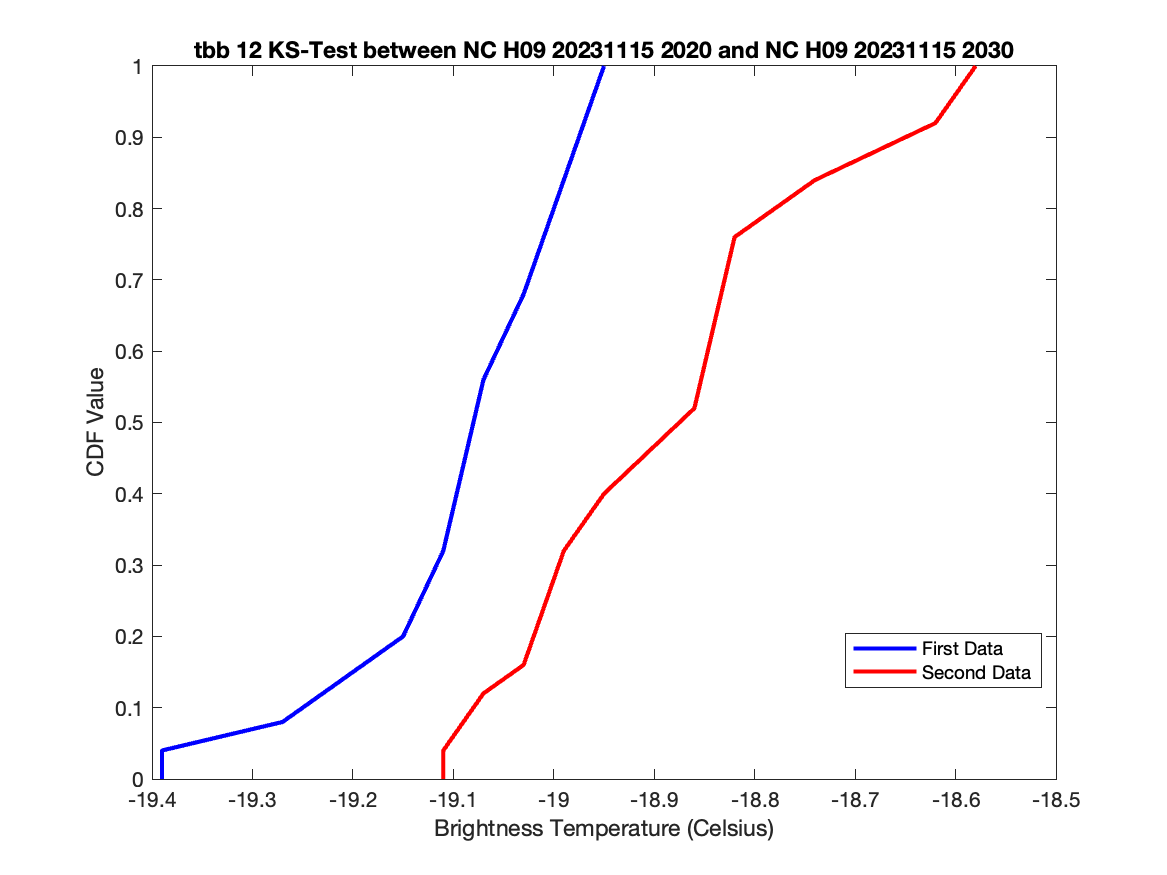 tbb 12 KS-Test between NC H09 20231115 2020 and NC H09 20231115 2030
1
0.9
0.8
0.7
0.6
0.5
0.4
0.3
0.2
0.1
0
CDF Value
First Data
Second Data
-19.4 -19.3 -19.2 -19.1 -19 -18.9 -18.8 -18.7 -18.6 -18.5
Brightness Temperature (Celsius)